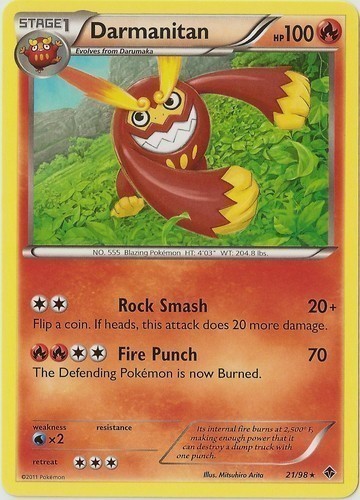 STAGE1 Darmanitan HP100
Evolves from Darumaka
NO. 555 Blazing Pokémon HT: 4'03" WT: 204.8 lbs.
Rock Smash 20+
Flip a coin. If heads, this attack does 20 more damage.
Fire Punch 70
The Defending Pokémon is now Burned.
weakness resistance
×2
retreat
Its internal fire burns at 2,500° F,
making enough power that it
can destroy a dump truck with
one punch.
©2011 Pokémon Illus. Mitsuhiro Arita 21/98